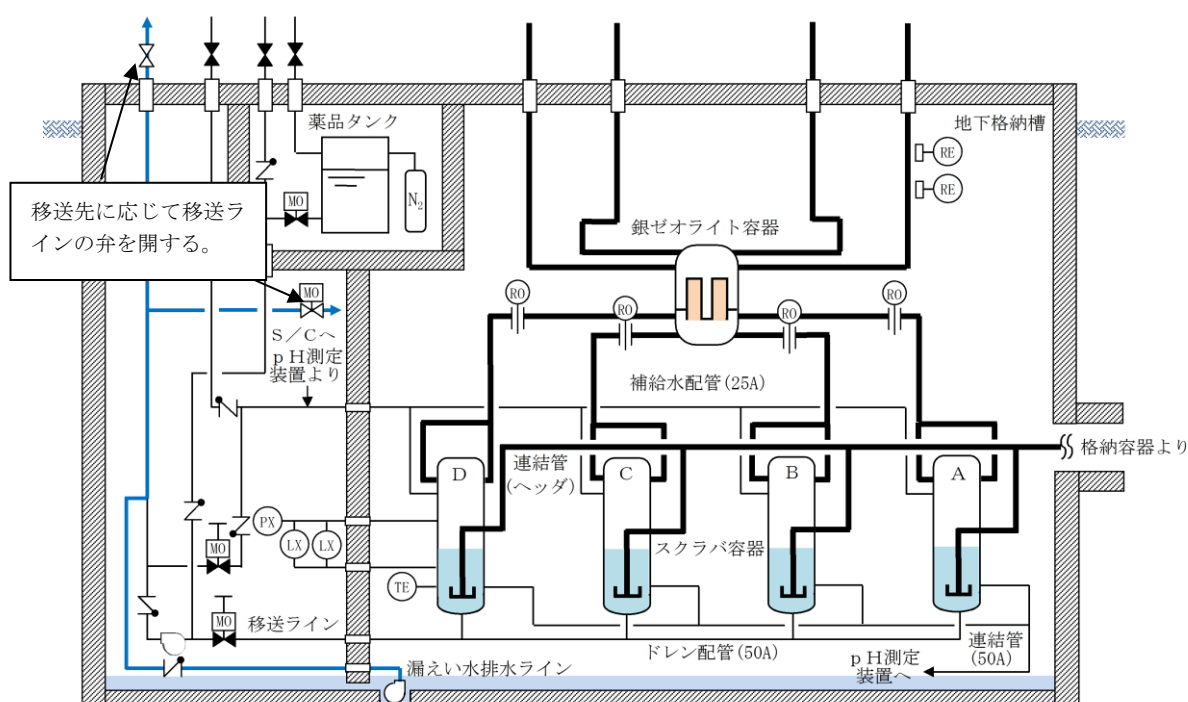 薬品タンク
地下格納槽
RE
RE
N₂
MO
移送先に応じて移送ラ
インの弁を開する。
銀ゼオライト容器
MO
RO
RO
RO
RO
S/Cへ
pH測定
装置より
補給水配管(25A)
格納容器より
連結管
(ヘッダ)
D
C
B
A
PX
LX
LX
スクラバ容器
MO
TE
MO
移送ライン
ドレン配管(50A)
連結管
(50A)
pH測定
装置へ
漏えい水排水ライン